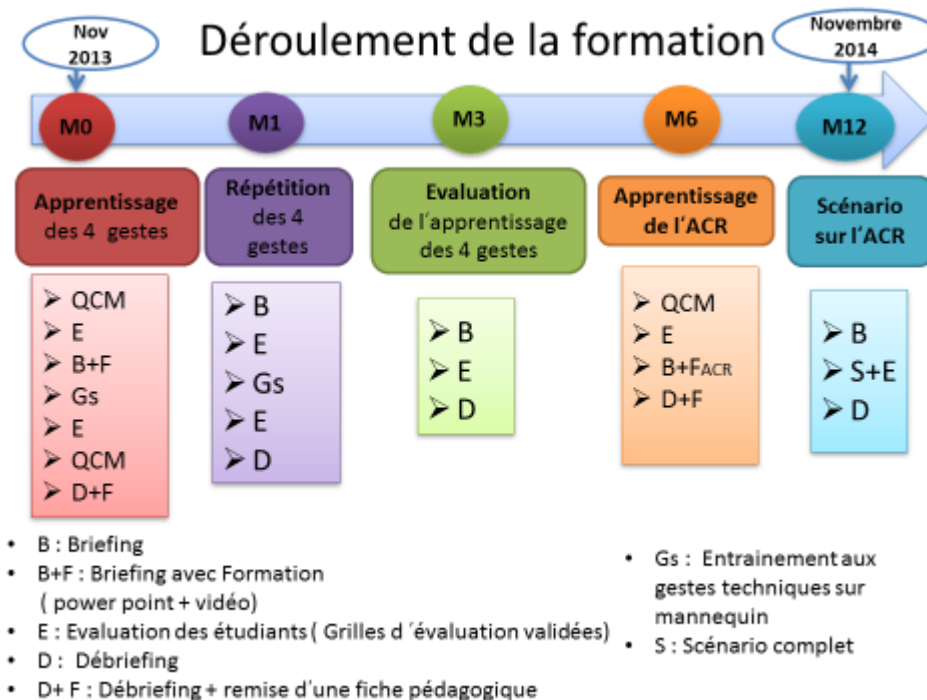 Nov
2013
Déroulement de la formation
Novembre
2014
M0
M1
M3
M6
M12
Apprentissage
des 4 gestes
Répétition
des 4
gestes
Evaluation
de l´apprentissage
des 4 gestes
Apprentissage
de l´ACR
Scénario
sur l´ACR
➢ QCM
➢ E
➢ B+F
➢ Gs
➢ E
➢ QCM
➢ D+F
➢ B
➢ E
➢ Gs
➢ E
➢ D
➢ B
➢ E
➢ D
➢ QCM
➢ E
➢ B+FACR
➢ D+F
➢ B
➢ S+E
➢ D
• B : Briefing
• B+F : Briefing avec Formation
( power point + vidéo)
• E : Evaluation des étudiants ( Grilles d ´évaluation validées)
• D : Débriefing
• D+ F : Débriefing + remise d'une fiche pédagogique
• Gs : Entrainement aux
gestes techniques sur
mannequin
• S : Scénario complet